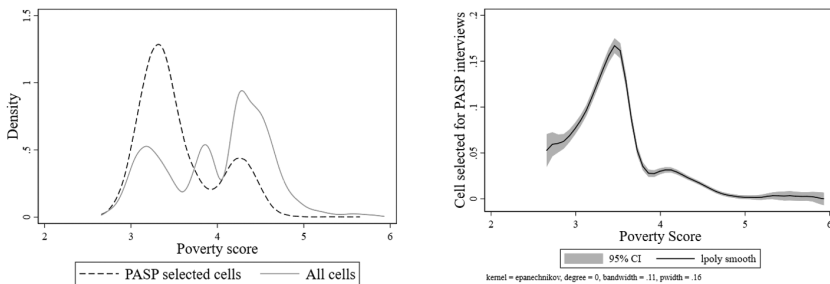 Density
0 .5 1 1.5
2 3 4 5 6
Poverty score
PASP selected cells All cells
Cell selected for PASP interviews
0 .05 .1 .15 .2
2 3 4 5 6
Poverty Score
95% CI lpoly smooth
kernel = epanechnikov, degree = 0, bandwidth = .11, pwidth = .16